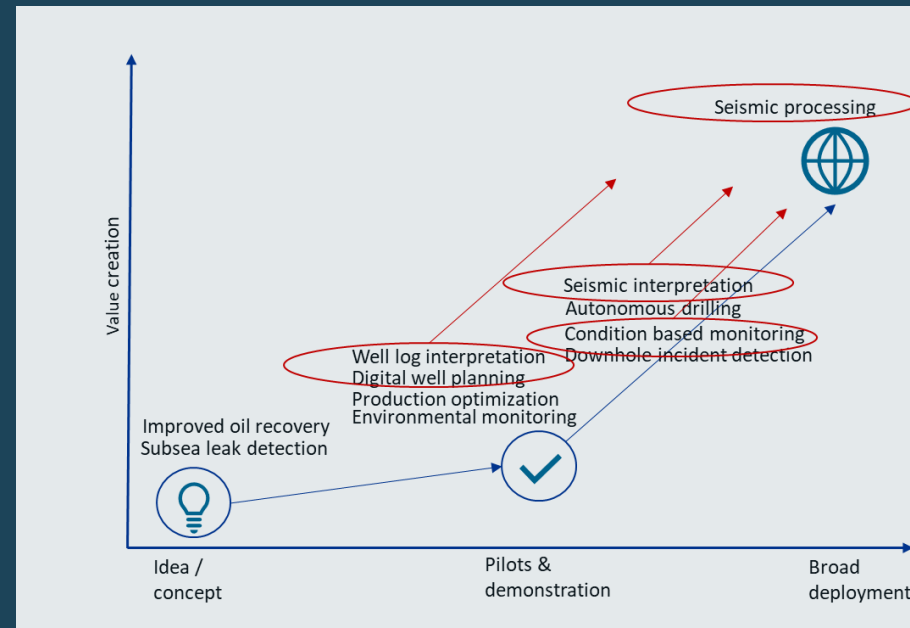 Seismic processing
Value creation
Seismic interpretation
Autonomous drilling
Condition based monitoring
Downhole incident detection
Well log interpretation
Digital well planning
Production optimization
Environmental monitoring
Improved oil recovery
Subsea leak detection
Idea /
concept
Pilots &
demonstration
Broad
deployment